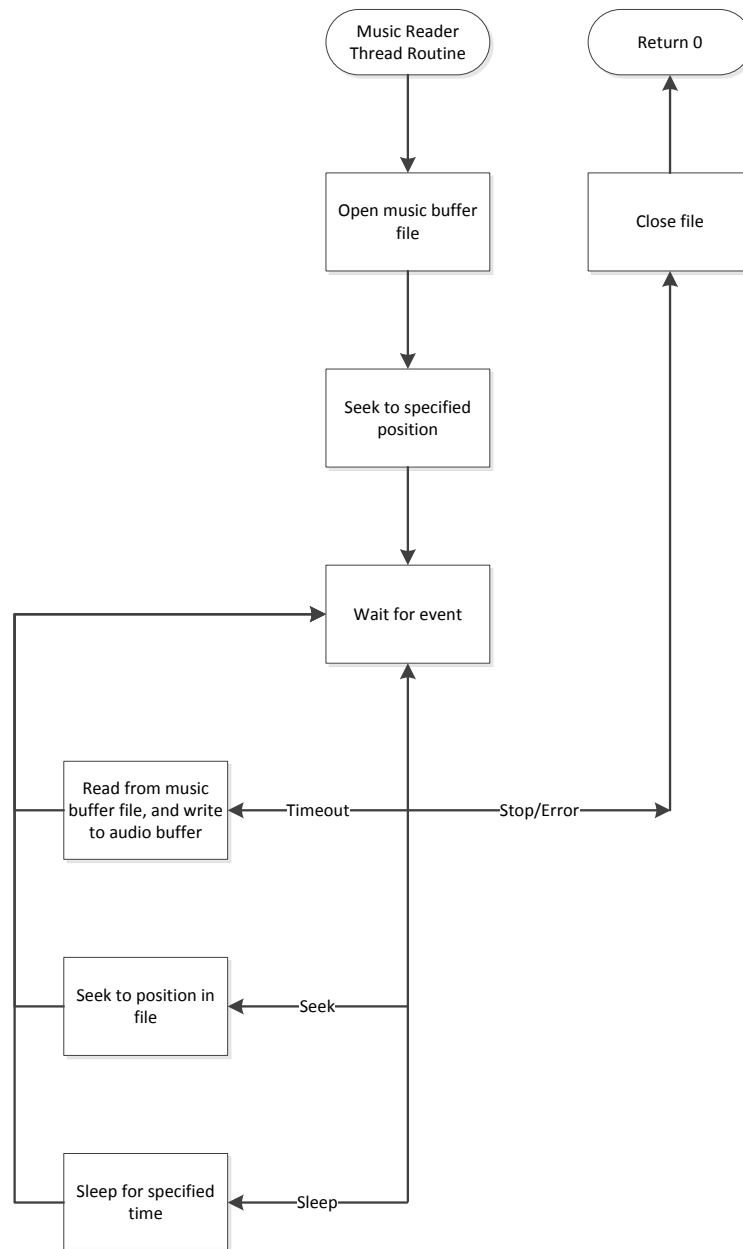 Music Reader
Thread Routine
Return 0
Open music buffer
file
Close file
Seek to specified
position
Wait for event
Read from music
buffer file, and write
to audio buffer
Timeout
Stop/Error
Seek to position in
file
Seek
Sleep for specified
time
Sleep